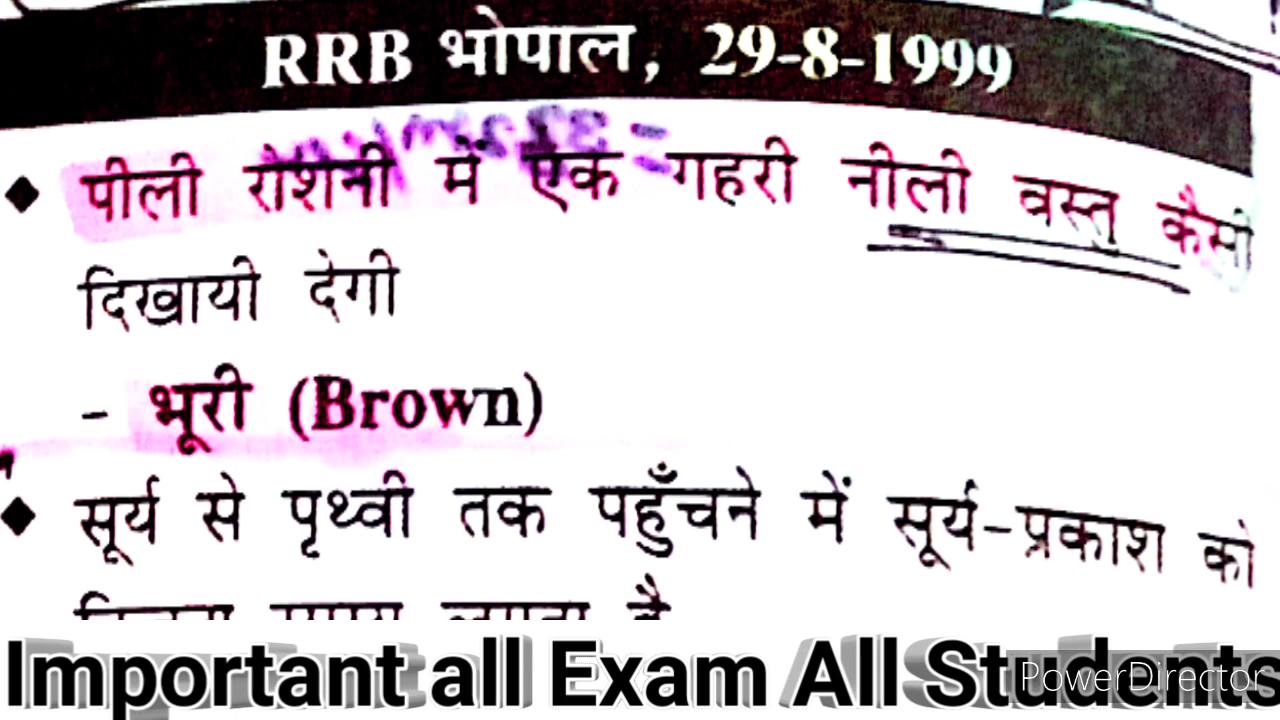 RRB भोपाल, 29-8-1999
◆ पीली रोशनी में एक गहरी नीली वस्तु कैसी
दिखायी देगी
- भूरी (Brown)
◆ सूर्य से पृथ्वी तक पहुँचने में सूर्य-प्रकाश को
Important all Exam All Students
PowerDirector